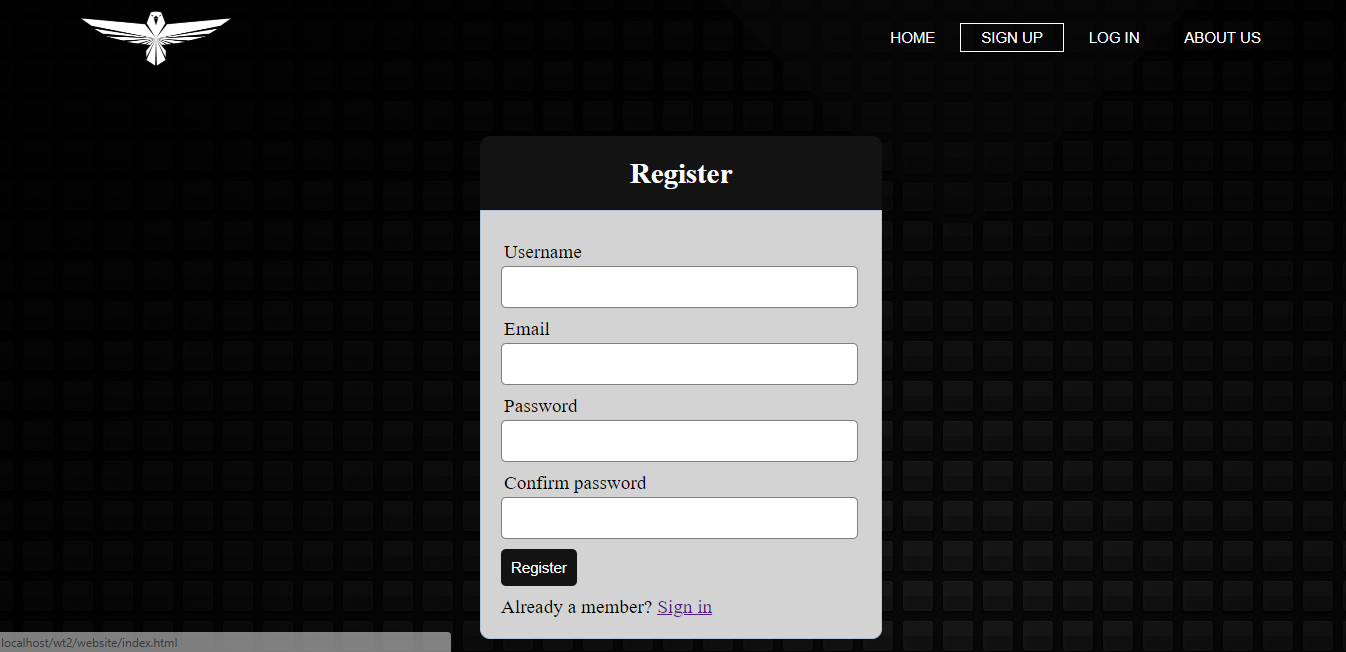 HOME SIGN UP LOG IN ABOUT US
Register
Username
Email
Password
Confirm password
Register
Already a member? Sign in
localhost/wt2/website/index.html